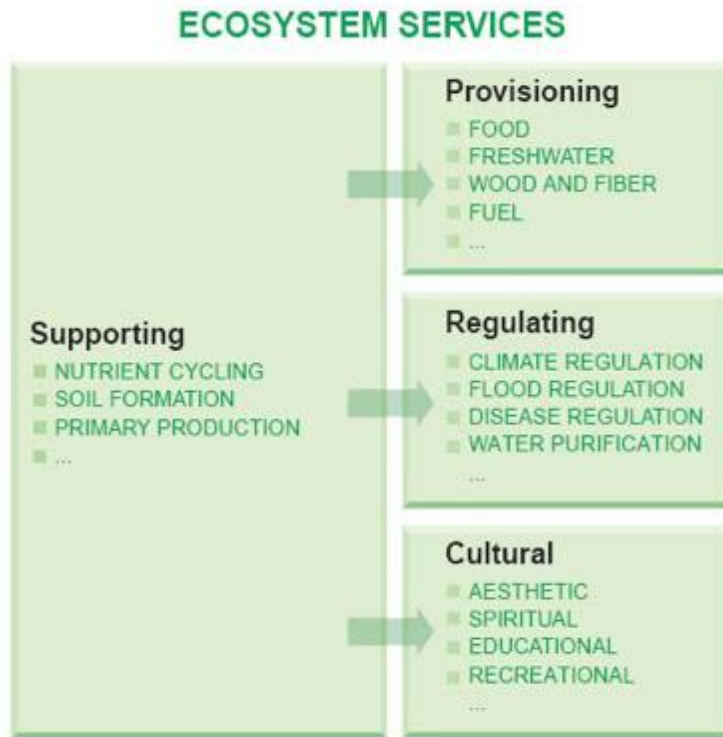 ECOSYSTEM SERVICES
Supporting
NUTRIENT CYCLING
SOIL FORMATION
PRIMARY PRODUCTION
...
Provisioning
FOOD
FRESHWATER
WOOD AND FIBER
FUEL
...
Regulating
CLIMATE REGULATION
FLOOD REGULATION
DISEASE REGULATION
WATER PURIFICATION
...
Cultural
AESTHETIC
SPIRITUAL
EDUCATIONAL
RECREATIONAL
...